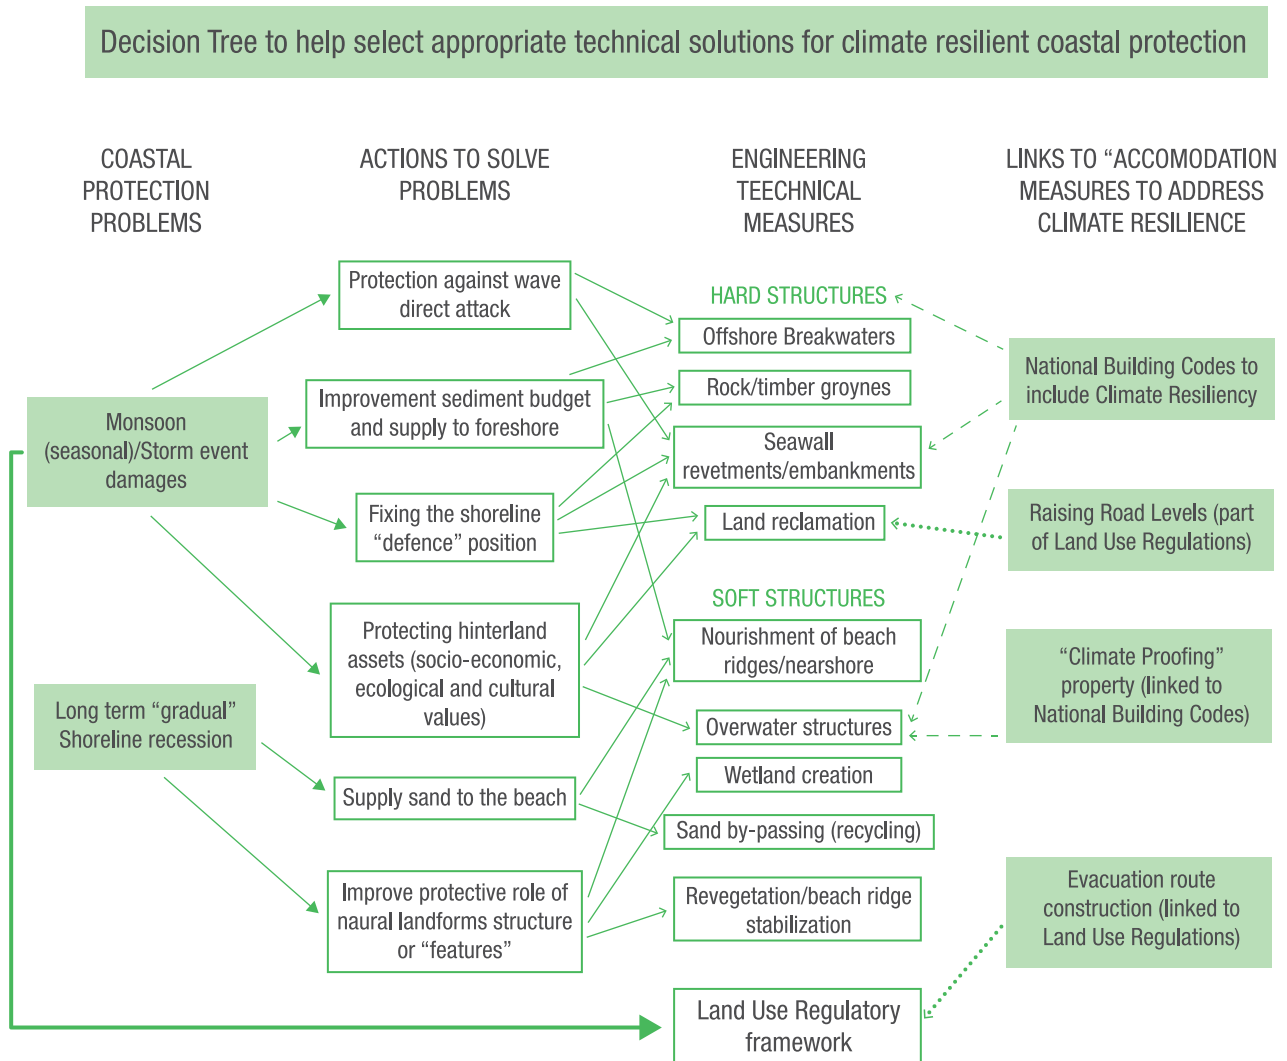 Decision Tree to help select appropriate technical solutions for climate resilient coastal protection
COASTAL
PROTECTION
PROBLEMS
ACTIONS TO SOLVE
PROBLEMS
ENGINEERING
TEECHNICAL
MEASURES
LINKS TO “ACCOMODATION
MEASURES TO ADDRESS
CLIMATE RESILIENCE
Monsoon
(seasonal)/Storm event
damages
Long term “gradual”
Shoreline recession
Protection against wave
direct attack
Improvement sediment budget
and supply to foreshore
Fixing the shoreline
“defence” position
Protecting hinterland
assets (socio-economic,
ecological and cultural
values)
Supply sand to the beach
Improve protective role of
naural landforms structure
or “features”
HARD STRUCTURES
Offshore Breakwaters
Rock/timber groynes
Seawall
revetments/embankments
Land reclamation
SOFT STRUCTURES
Nourishment of beach
ridges/nearshore
Overwater structures
Wetland creation
Sand by-passing (recycling)
Revegetation/beach ridge
stabilization
Land Use Regulatory
framework
National Building Codes to
include Climate Resiliency
Raising Road Levels (part
of Land Use Regulations)
“Climate Proofing”
property (linked to
National Building Codes)
Evacuation route
construction (linked to
Land Use Regulations)